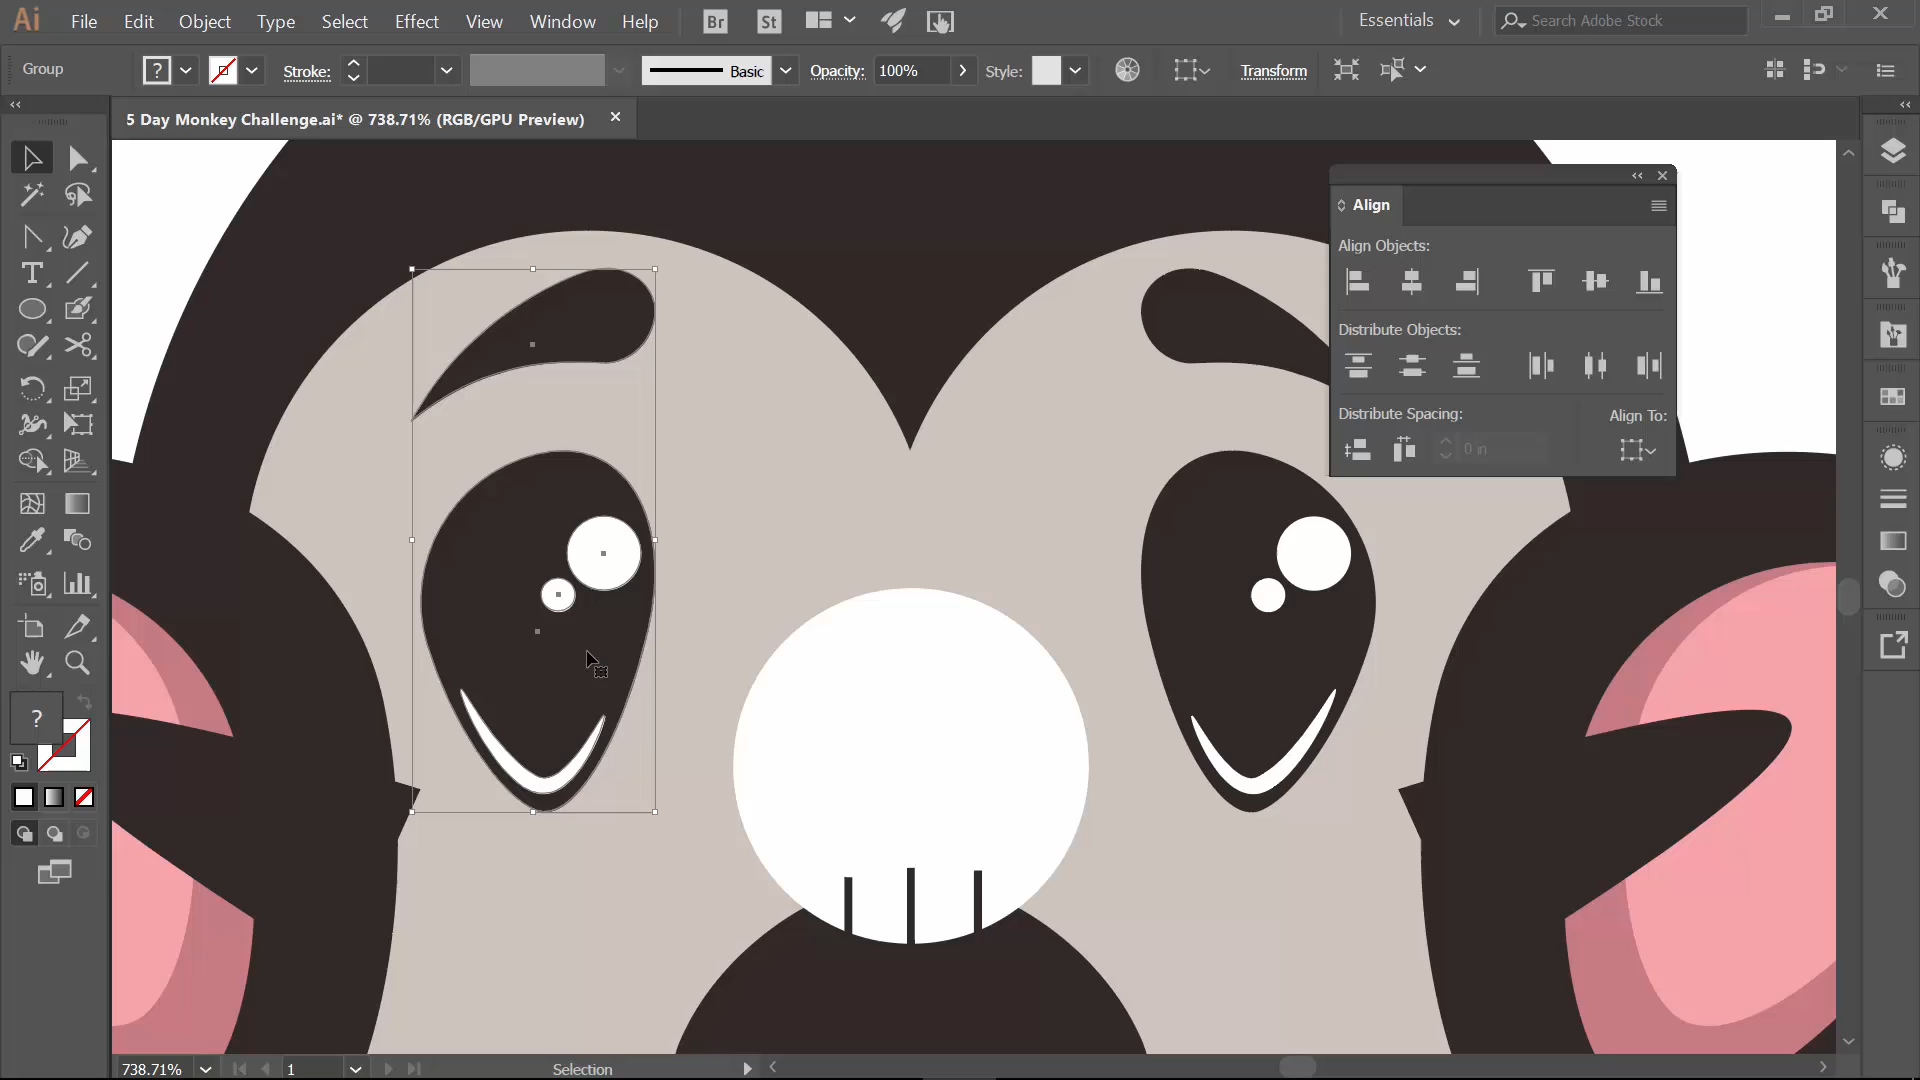 Ai File Edit Object Type Select Effect View Window Help Br St Essentials Search Adobe Stock
Group ? Stroke: Basic Opacity: 100% Style: Transform
5 Day Monkey Challenge.ai* @ 738.71% (RGB/GPU Preview)
Align
Align Objects:
Distribute Objects:
Distribute Spacing: Align To:
0 in
?
738.71% 1 Selection